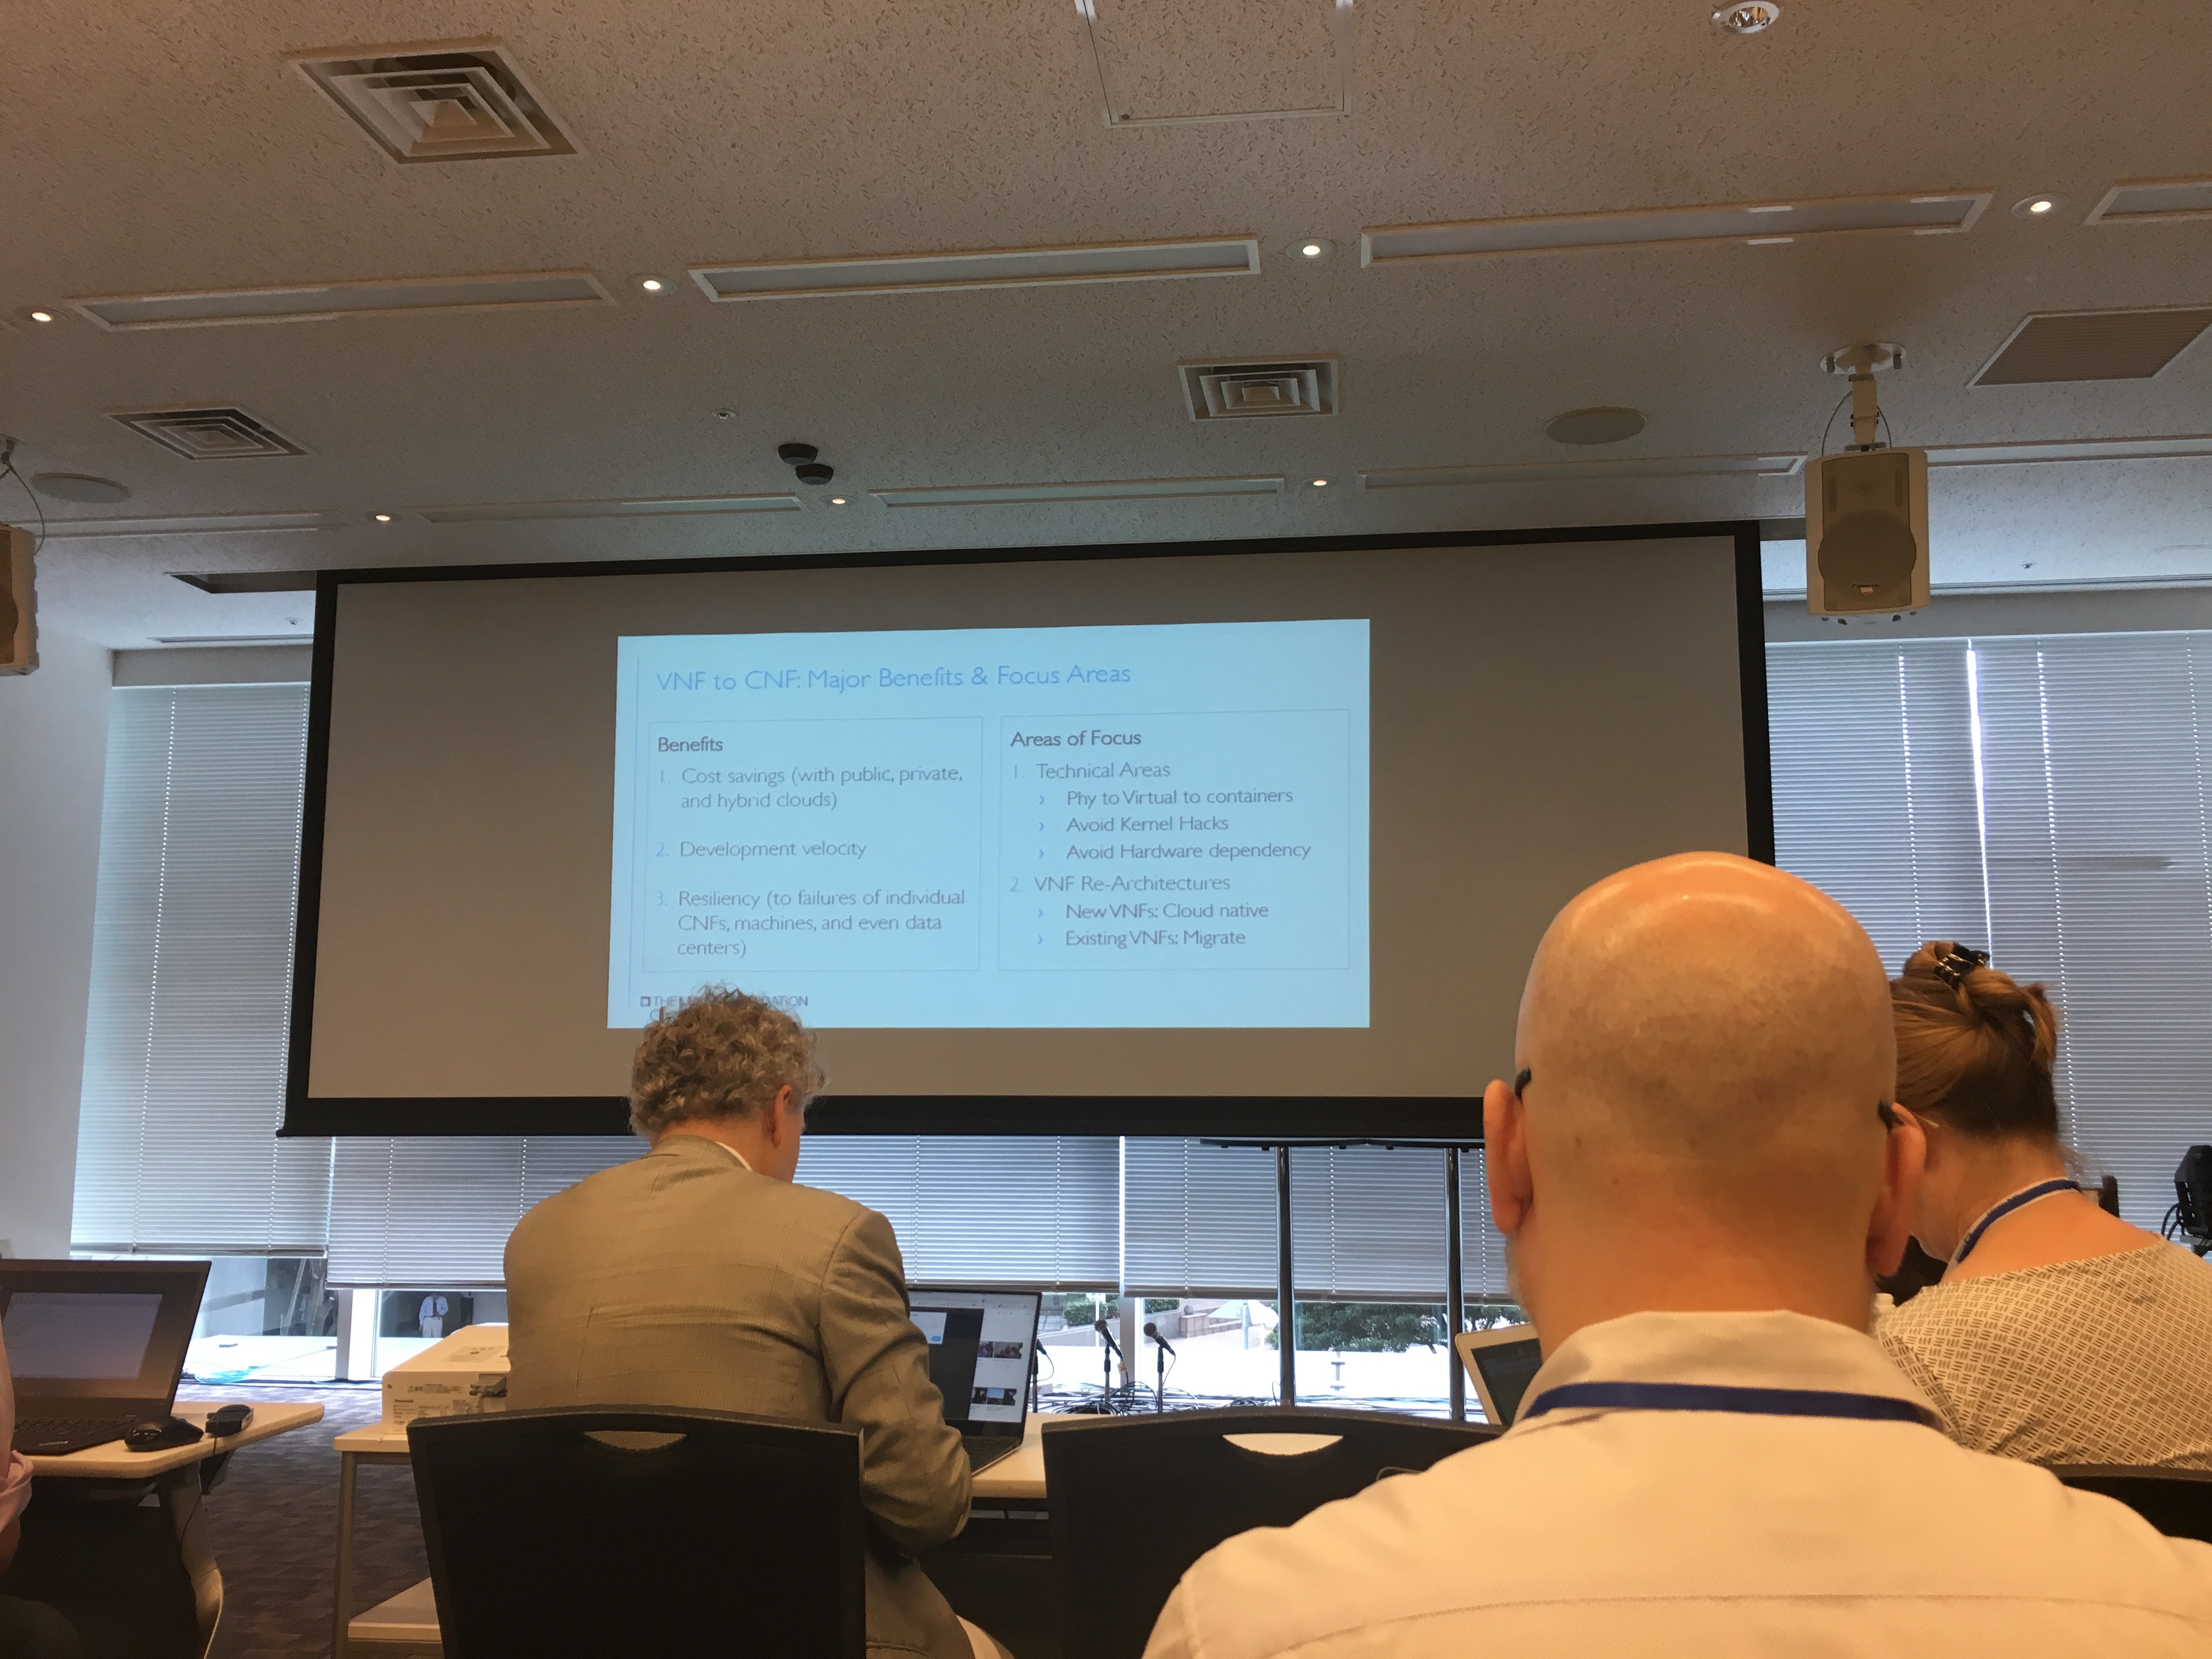 VNF to CNF: Major Benefits & Focus Areas
Benefits
1. Cost savings (with public, private,
and hybrid clouds)
2. Development velocity
3. Resiliency (to failures of individual
CNFs, machines, and even data
centers)
Areas of Focus
1. Technical Areas
› Phy to Virtual to containers
› Avoid Kernel Hacks
› Avoid Hardware dependency
2. VNF Re-Architectures
› New VNFs: Cloud native
› Existing VNFs: Migrate
THE